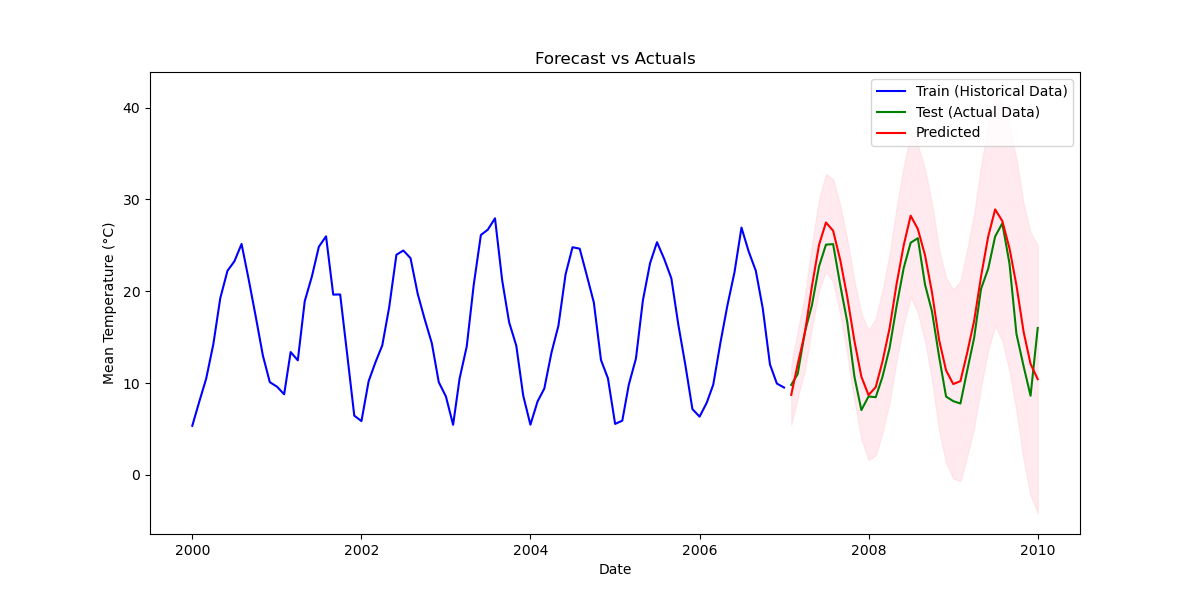 Forecast vs Actuals
Train (Historical Data)
Test (Actual Data)
Predicted
Mean Temperature (°C)
40
30
20
10
0
2000 2002 2004 2006 2008 2010
Date